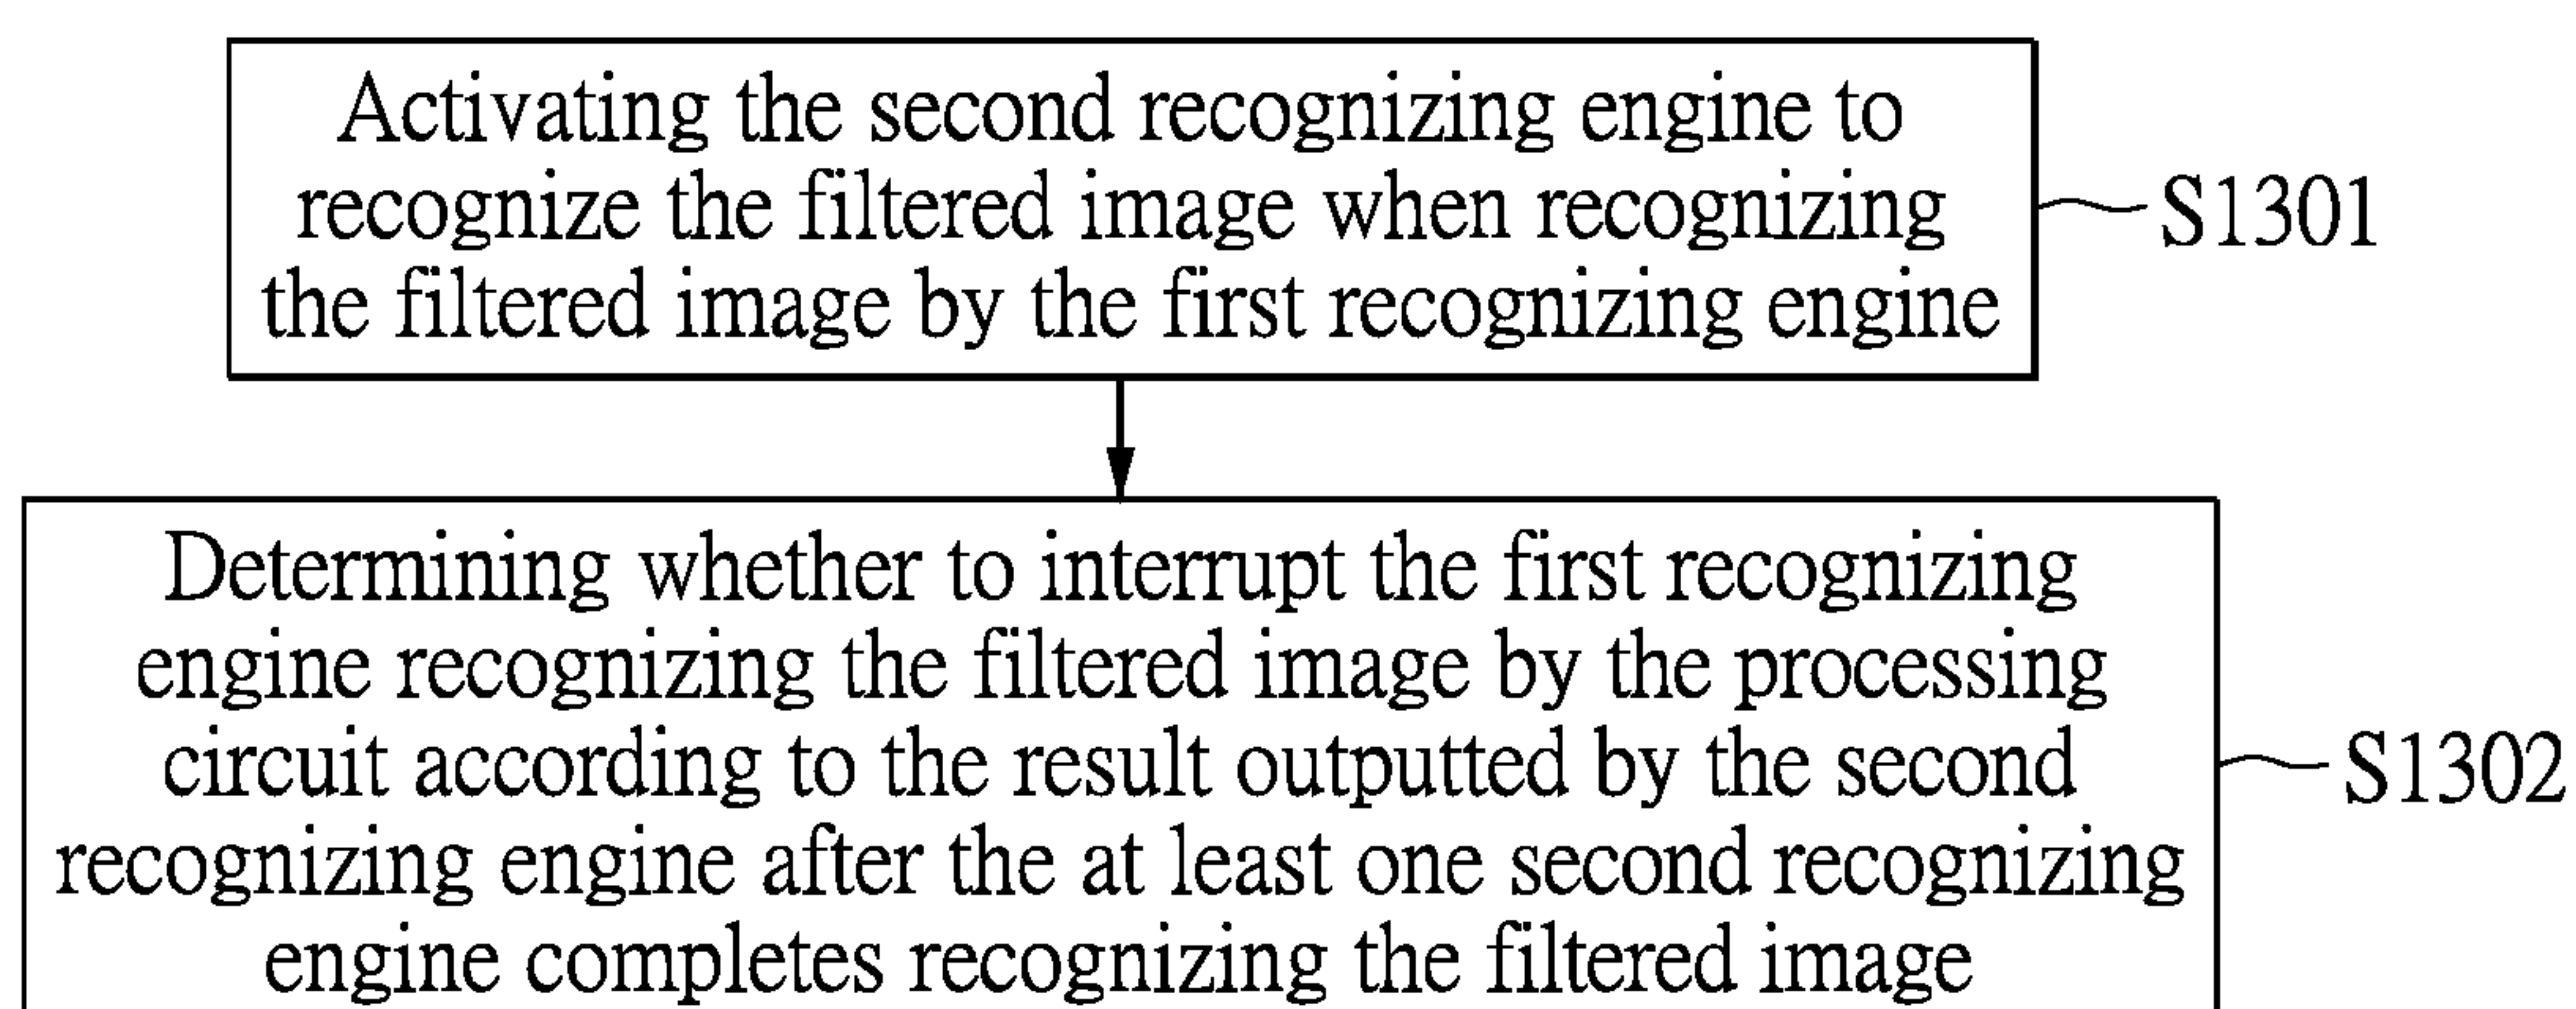 Activating the second recognizing engine to
recognize the filtered image when recognizing
the filtered image by the first recognizing engine
S1301
Determining whether to interrupt the first recognizing
engine recognizing the filtered image by the processing
circuit according to the result outputted by the second
recognizing engine after the at least one second recognizing
engine completes recognizing the filtered image
S1302